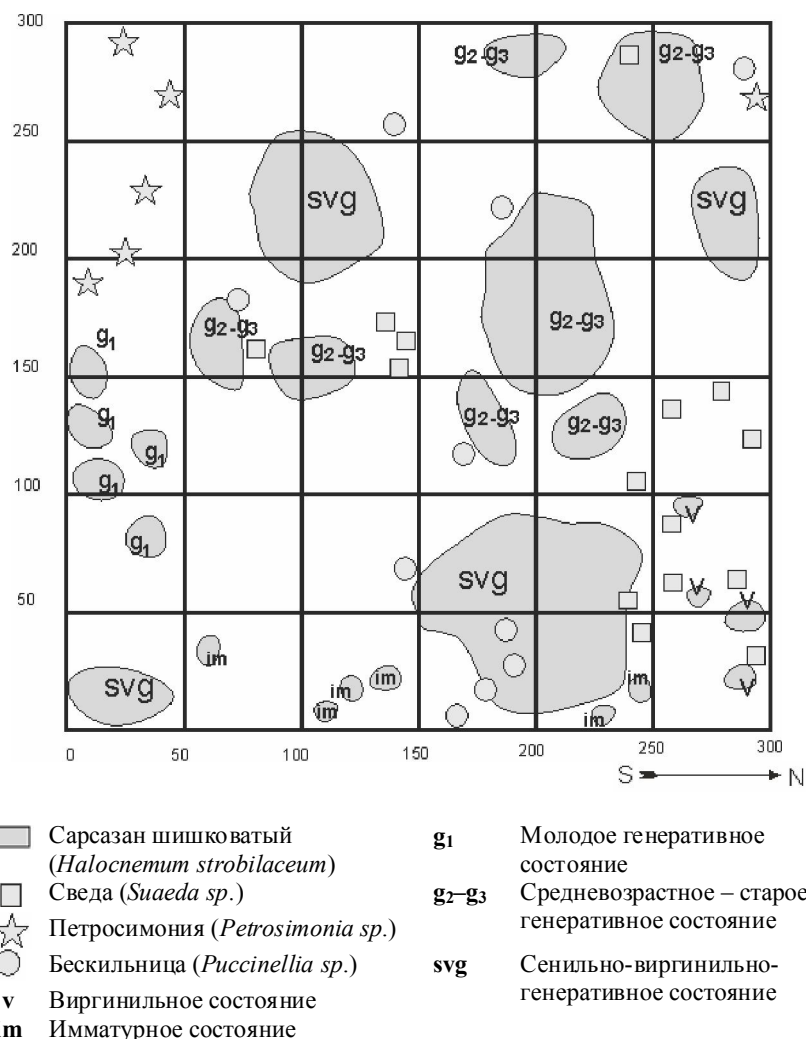 300
g₂-g₃ g₂-g₃
250
svg svg
200
g₁ g₂-g₃ g₂-g₃ g₂-g₃
150
g₁ g₂-g₃ g₂-g₃
g₁
g₁
100
v
g₁
svg v v
50
im im
svg im im v
im im
0 50 100 150 200 250 300
S N
Сарсазан шишковатый
(Halocnemum strobilaceum)
Сведа (Suaeda sp.)
Петросимония (Petrosimonia sp.)
Бескильница (Puccinellia sp.)
v Виргинильное состояние
im Имматурное состояние
g₁ Молодое генеративное
состояние
g₂–g₃ Средневозрастное – старое
генеративное состояние
svg Сенильно-виргинильно-
генеративное состояние